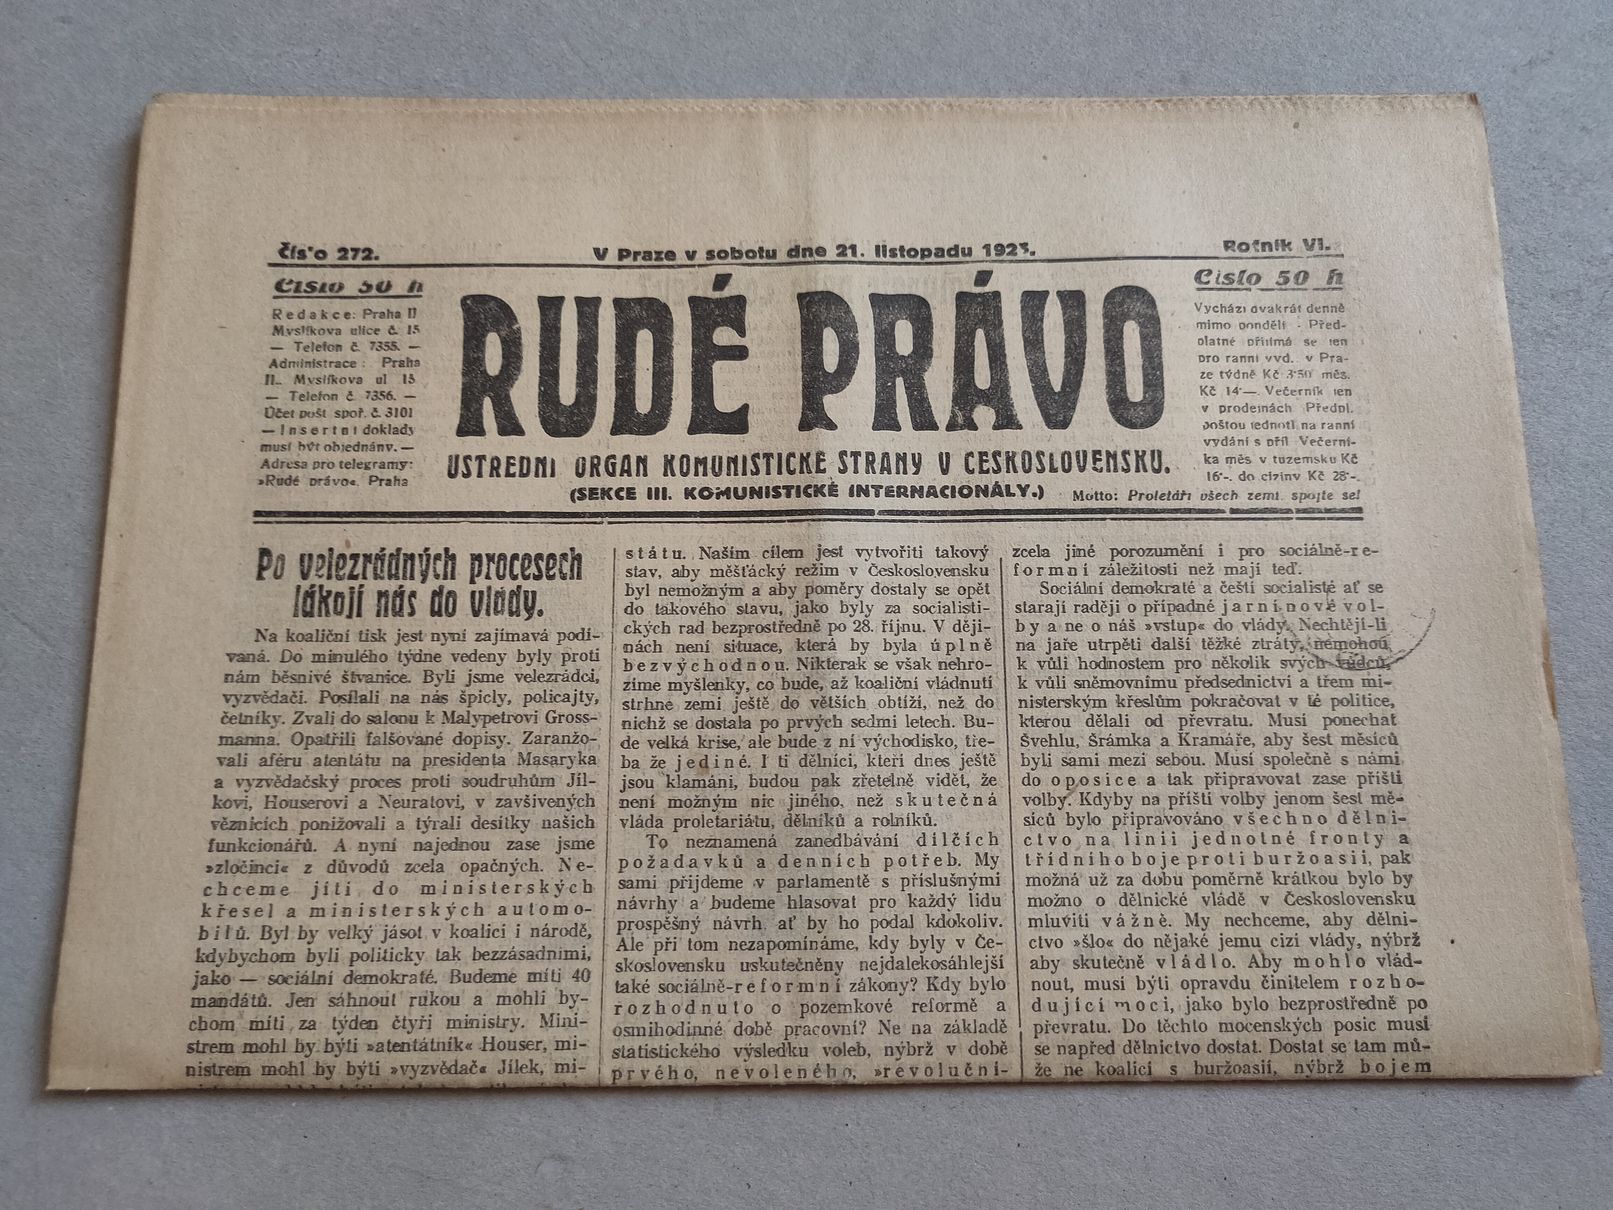 Číslo 272.
V Praze v sobotu dne 21. listopadu 1925.
Ročník VI.
Číslo 50 h
Redakce: Praha II
Myslíkova ulice č. 15
— Telefon č. 7355. —
Administrace: Praha
II., Myslíkova ul 15
— Telefon č. 7356. —
Účet pošt spoř. č. 3101
— Insertní doklady
musí být objednány. —
Adresa pro telegramy:
»Rudé právo«, Praha
RUDÉ PRÁVO
ÚSTŘEDNÍ ORGÁN KOMUNISTICKÉ STRANY V ČESKOSLOVENSKU.
(SEKCE III. KOMUNISTICKÉ INTERNACIONÁLY.)
Motto: Proletáři všech zemí, spojte se!
Číslo 50 h
Vychází dvakrát denně
mimo pondělí - Před-
platné přijímá se jen
pro ranní vyd. v Pra-
ze týdně Kč 3·50 měs.
Kč 14·—. Večerník jen
v prodejnách Předpl.
poštou jednotl na ranní
vydání s příl Večerní-
ka měs v tuzemsku Kč
16·-. do ciziny Kč 28·-.
Po velezrádných procesech
lákají nás do vlády.
Na koaliční tisk jest nyní zajímavá podí-
vaná. Do minulého týdne vedeny byly proti
nám běsnivé štvanice. Byli jsme velezrádci,
vyzvědači. Posílali na nás špicly, policajty,
četníky. Zvali do salonu k Malypetrovi Gross-
manna. Opatřili falšované dopisy. Zaranžo-
vali aféru atentátu na presidenta Masaryka
a vyzvědačský proces proti soudruhům Jíl-
kovi, Houserovi a Neuratovi, v zavšivených
věznicích ponižovali a týrali desítky našich
funkcionářů. A nyní najednou zase jsme
»zločinci« z důvodů zcela opačných. Ne-
chceme jíti do ministerských
křesel a ministerských automo-
bilů. Byl by velký jásot v koalici i národě,
kdybychom byli politicky tak bezzásadními,
jako — sociální demokraté. Budeme míti 40
mandátů. Jen sáhnout rukou a mohli by-
chom míti za týden čtyři ministry. Mini-
strem mohl by býti »atentátník« Houser, mi-
nistrem mohl by býti »vyzvědač« Jílek, mi-
státu. Naším cílem jest vytvořiti takový
stav, aby měšťácký režim v Československu
byl nemožným a aby poměry dostaly se opět
do takového stavu, jako byly za socialisti-
ckých rad bezprostředně po 28. říjnu. V ději-
nách není situace, která by byla úplně
bezvýchodnou. Nikterak se však nehro-
zíme myšlenky, co bude, až koaliční vládnutí
strhne zemi ještě do větších obtíží, než do
nichž se dostala po prvých sedmi letech. Bu-
de velká krise, ale bude z ní východisko, tře-
ba že jediné. I ti dělníci, kteří dnes ještě
jsou klamáni, budou pak zřetelně vidět, že
není možným nic jiného, než skutečná
vláda proletariátu, dělníků a rolníků.
To neznamená zanedbávání dílčích
požadavků a denních potřeb. My
sami přijdeme v parlamentě s příslušnými
návrhy a budeme hlasovat pro každý lidu
prospěšný návrh ať by ho podal kdokoliv.
Ale při tom nezapomínáme, kdy byly v Če-
skoslovensku uskutečněny nejdalekosáhlejší
také sociálně-reformní zákony? Kdy bylo
rozhodnuto o pozemkové reformě a
osmihodinné době pracovní? Ne na základě
statistického výsledku voleb, nýbrž v době
prvého, nevoleného, »revoluční-
zcela jiné porozumění i pro sociálně-re-
formní záležitosti než mají teď.
Sociální demokraté a čeští socialisté ať se
starají raději o případné jarní nové vol-
by a ne o náš »vstup« do vlády. Nechtějí-li
na jaře utrpěti další těžké ztráty, nemohou
k vůli hodnostem pro několik svých vůdců,
k vůli sněmovnímu předsednictví a třem mi-
nisterským křeslům pokračovat v té politice,
kterou dělali od převratu. Musí ponechat
Švehlu, Šrámka a Kramáře, aby šest měsíců
byli sami mezi sebou. Musí společně s námi
do oposice a tak připravovat zase příští
volby. Kdyby na příští volby jenom šest mě-
síců bylo připravováno všechno dělni-
ctvo na linii jednotné fronty a
třídního boje proti buržoasii, pak
možná už za dobu poměrně krátkou bylo by
možno o dělnické vládě v Československu
mluviti vážně. My nechceme, aby dělni-
ctvo »šlo« do nějaké jemu cizí vlády, nýbrž
aby skutečně vládlo. Aby mohlo vlád-
nout, musí býti opravdu činitelem rozho-
dující moci, jako bylo bezprostředně po
převratu. Do těchto mocenských posic musí
se napřed dělnictvo dostat. Dostat se tam mů-
že ne koalicí s buržoasií, nýbrž bojem